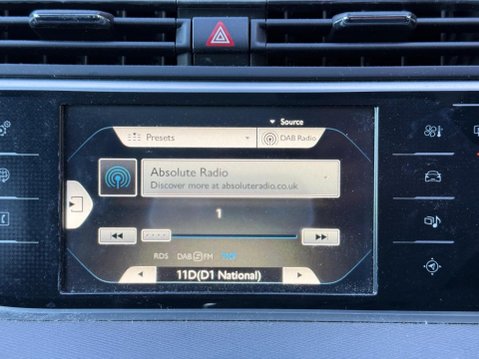 Source
Presets
DAB Radio
Absolute Radio
Discover more at absoluteradio.co.uk
1
RDS DAB FM
11D(D1 National)